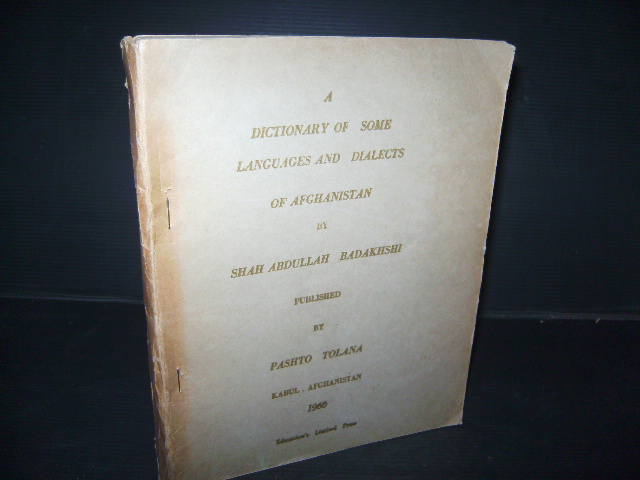 A
DICTIONARY OF SOME
LANGUAGES AND DIALECTS
OF AFGHANISTAN
BY
SHAH ABDULLAH BADAKHSHI
PUBLISHED
BY
PASHTO TOLANA
KABUL . AFGHANISTAN
1960
Education's Limited Press